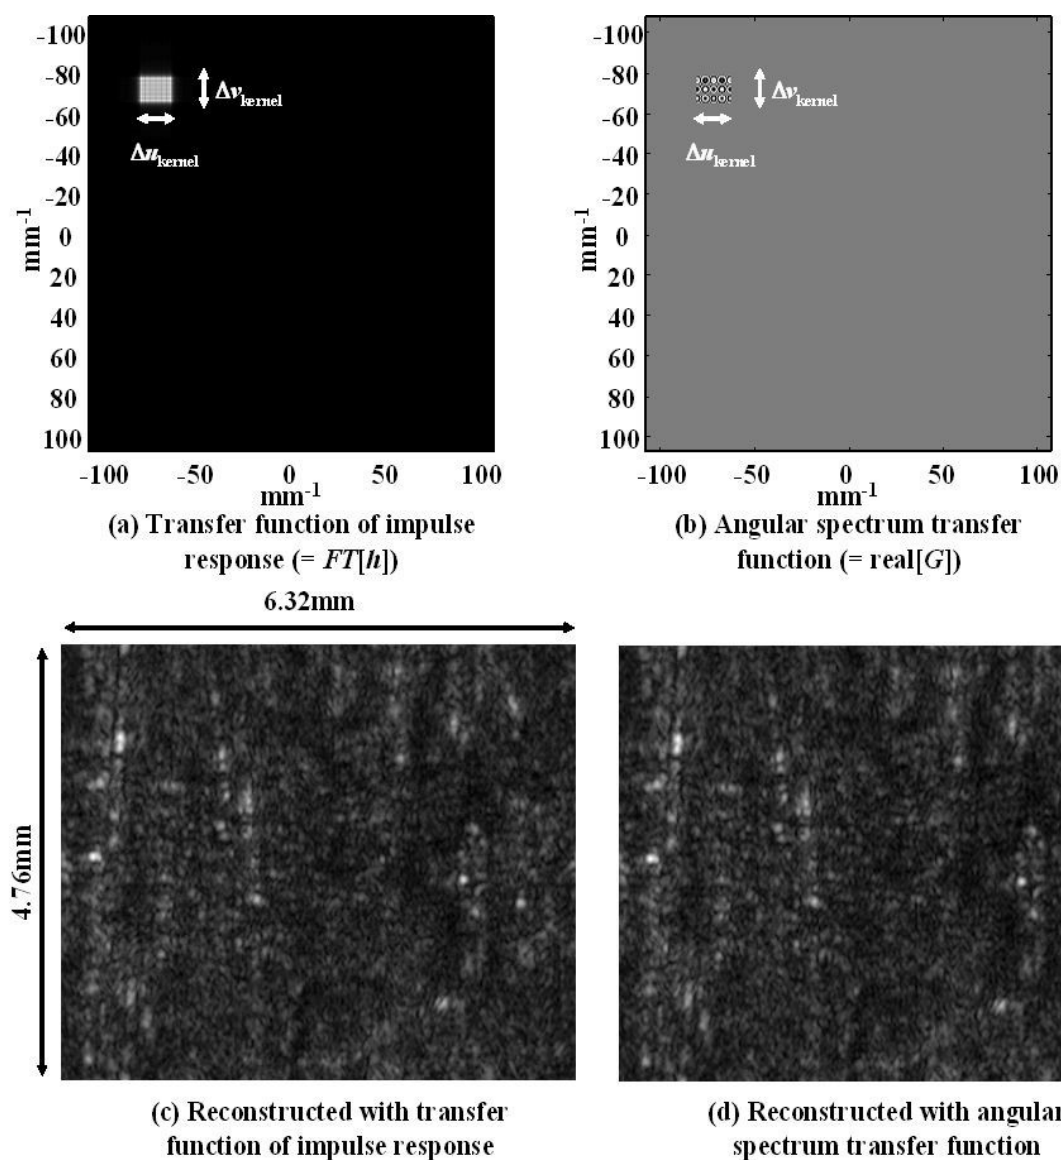 -100
-80
-60
-40
-20
0
20
40
60
80
100
mm-1
Δvkernel
Δukernel
-100 -50 0 50 100
mm-1
(a) Transfer function of impulse
response (= FT[h])
-100
-80
-60
-40
-20
0
20
40
60
80
100
mm-1
Δvkernel
Δukernel
-100 -50 0 50 100
mm-1
(b) Angular spectrum transfer
function (= real[G])
6.32mm
4.76mm
(c) Reconstructed with transfer
function of impulse response
(d) Reconstructed with angular
spectrum transfer function